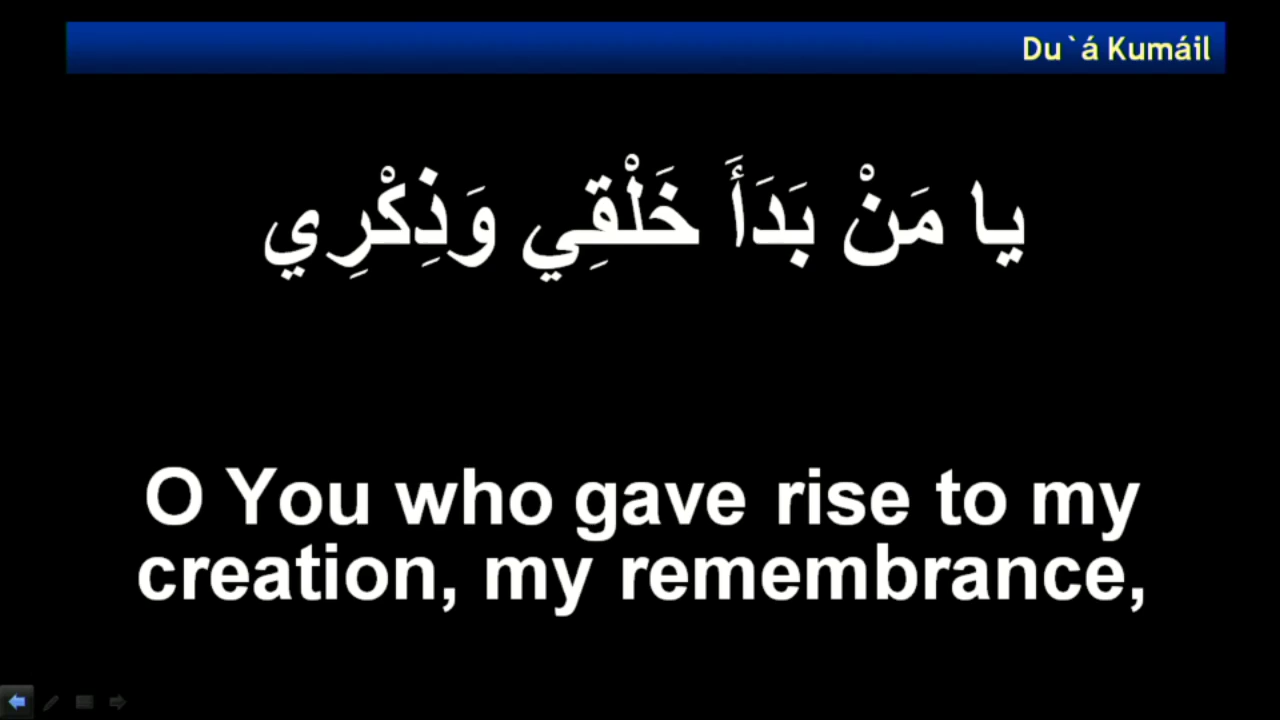 Du`á Kumáil
يا مَنْ بَدَأَ خَلْقِي وَذِكْرِي
O You who gave rise to my
creation, my remembrance,